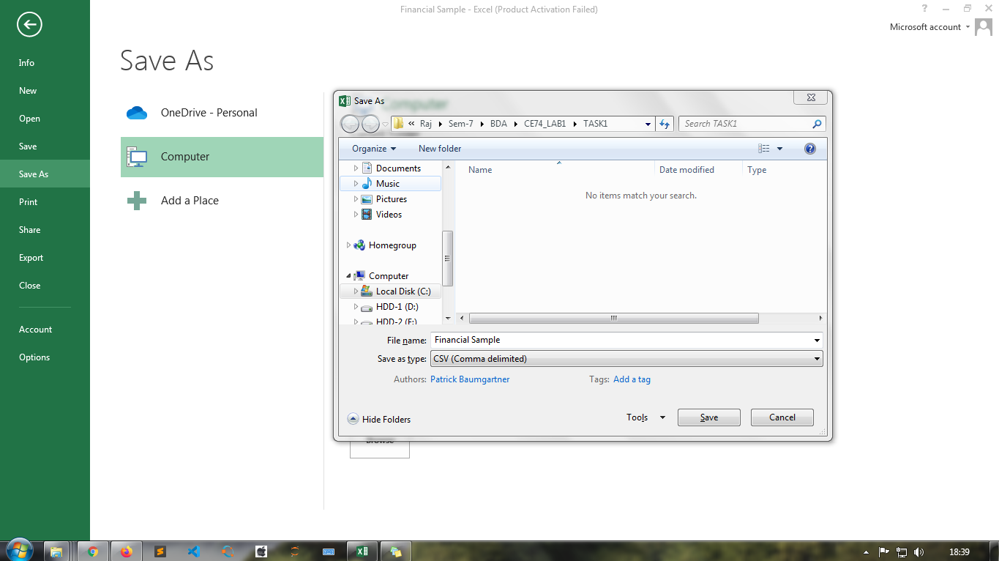 Financial Sample - Excel (Product Activation Failed)
?
Microsoft account
Info
New
Open
Save
Save As
Print
Share
Export
Close
Account
Options
Save As
OneDrive - Personal
Computer
Add a Place
Computer
Save As
« Raj Sem-7 BDA CE74_LAB1 TASK1
Search TASK1
Organize
New folder
?
Documents
Music
Pictures
Videos
Homegroup
Computer
Local Disk (C:)
HDD-1 (D:)
HDD-2 (E:)
Name
Date modified
Type
No items match your search.
File name: Financial Sample
Save as type: CSV (Comma delimited)
Authors: Patrick Baumgartner
Tags: Add a tag
Hide Folders
Tools
Save
Cancel
Browse
18:39